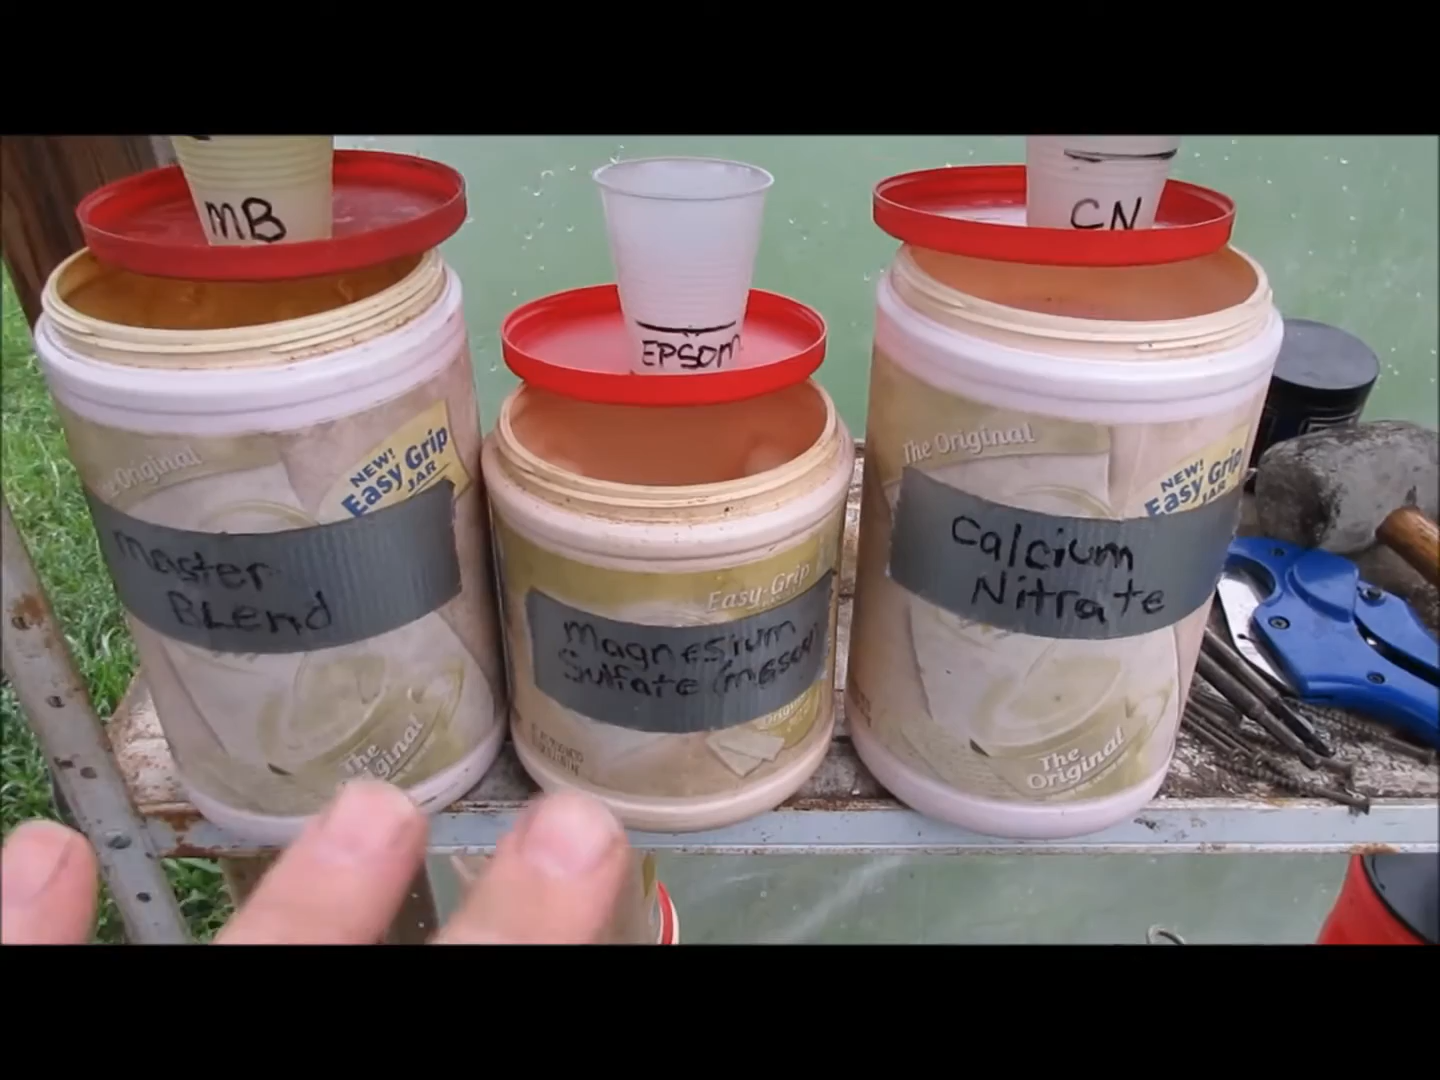 MB
EPSOM
CN
The Original
NEW!
Easy Grip
JAR
Master
BLend
The
Original
Easy-Grip
magnesium
Sulfate
The Original
NEW!
Easy Grip
JAR
Calcium
Nitrate
The
Original